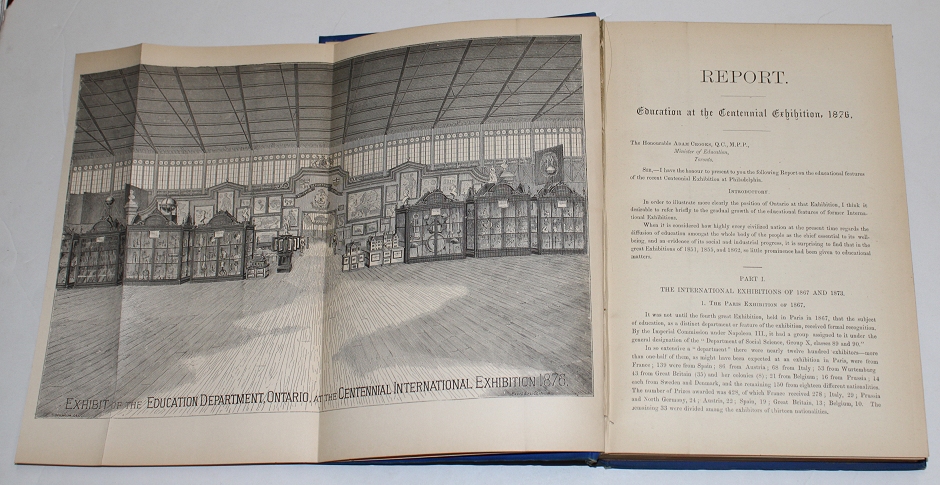 EXHIBIT OF THE EDUCATION DEPARTMENT, ONTARIO, AT THE CENTENNIAL INTERNATIONAL EXHIBITION 1876.
REPORT.
Education at the Centennial Exhibition, 1876.
The Honourable ADAM CROOKS, Q.C., M.P.P.,
Minister of Education,
Toronto.
SIR,—I have the honour to present to you the following Report on the educational features
of the recent Centennial Exhibition at Philadelphia.
INTRODUCTORY.
In order to illustrate more clearly the position of Ontario at that Exhibition, I think it
desirable to refer briefly to the gradual growth of the educational features of former Interna-
tional Exhibitions.
When it is considered how highly every civilized nation at the present time regards the
diffusion of education amongst the whole body of the people as the chief essential to its well-
being, and an evidence of its social and industrial progress, it is surprising to find that in the
great Exhibitions of 1851, 1855, and 1862, so little prominence had been given to educational
matters.
PART I.
THE INTERNATIONAL EXHIBITIONS OF 1867 AND 1873.
1. THE PARIS EXHIBITION OF 1867.
It was not until the fourth great Exhibition, held in Paris in 1867, that the subject
of education, as a distinct department or feature of the exhibition, received formal recognition.
By the Imperial Commission under Napoleon III., it had a group assigned to it under the
general designation of the "Department of Social Science, Group X, classes 89 and 90."
In so extensive a "department" there were nearly twelve hundred exhibitors—more
than one-half of them, as might have been expected at an exhibition in Paris, were from
France; 139 were from Spain; 86 from Austria; 68 from Italy; 53 from Wurtemburg
43 from Great Britain (35) and her colonies (8); 21 from Belgium; 16 from Prussia; 14
each from Sweden and Denmark, and the remaining 150 from eighteen different nationalities.
The number of Prizes awarded was 428, of which France received 278; Italy, 29; Prussia
and North Germany, 24; Austria, 22; Spain, 19; Great Britain, 13; Belgium, 10. The
remaining 33 were divided among the exhibitors of thirteen nationalities.